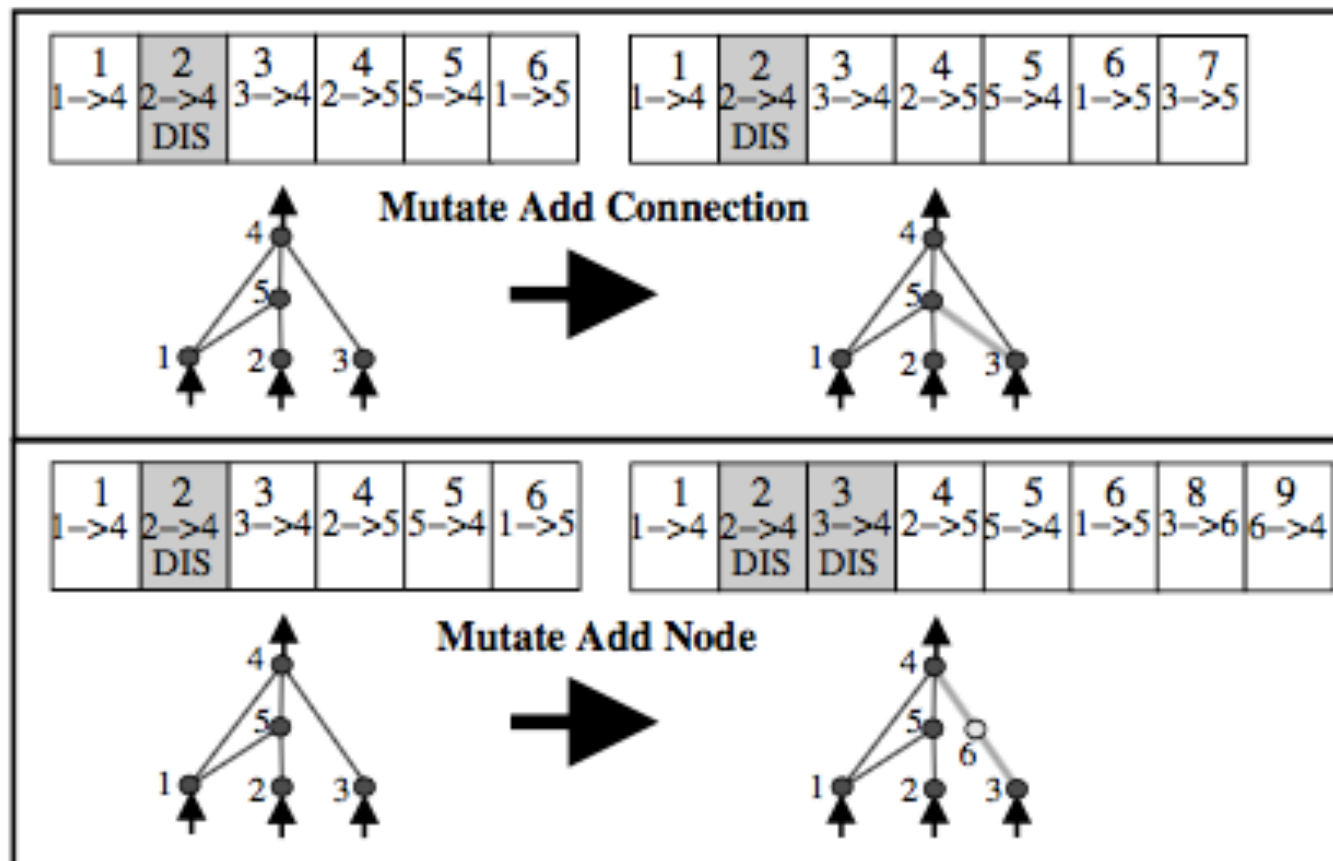 1 2 3 4 5 6 1 2 3 4 5 6 7
1->4 2->4 3->4 2->5 5->4 1->5 1->4 2->4 3->4 2->5 5->4 1->5 3->5
DIS DIS
Mutate Add Connection
4 4
5 5
1 2 3 1 2 3
1 2 3 4 5 6 1 2 3 4 5 6 8 9
1->4 2->4 3->4 2->5 5->4 1->5 1->4 2->4 3->4 2->5 5->4 1->5 3->6 6->4
DIS DIS DIS
Mutate Add Node
4 4
5 5 6
1 2 3 1 2 3